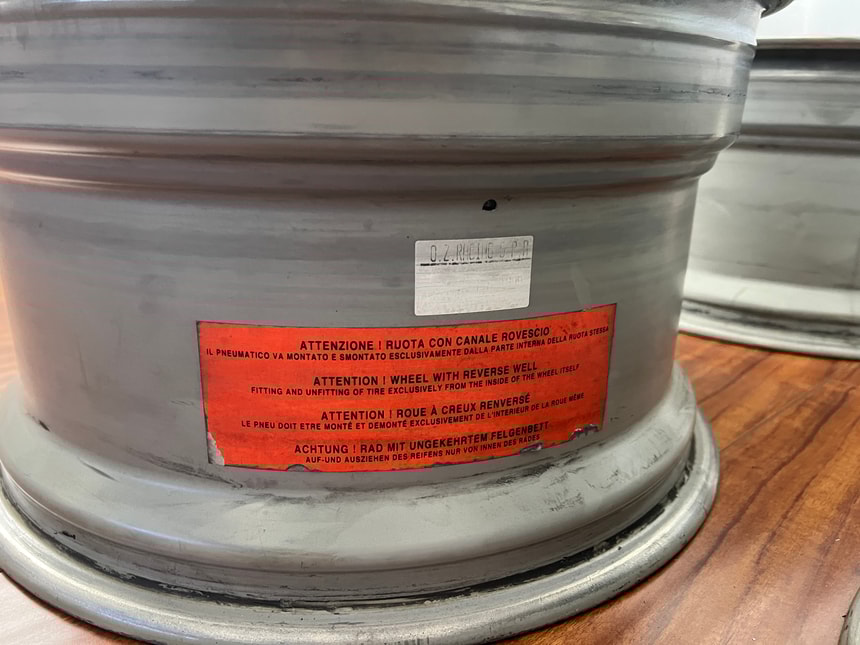 O.Z.RACING S.P.A
ATTENZIONE ! RUOTA CON CANALE ROVESCIO
IL PNEUMATICO VA MONTATO E SMONTATO ESCLUSIVAMENTE DALLA PARTE INTERNA DELLA RUOTA STESSA
ATTENTION ! WHEEL WITH REVERSE WELL
FITTING AND UNFITTING OF TIRE EXCLUSIVELY FROM THE INSIDE OF THE WHEEL ITSELF
ATTENTION ! ROUE À CREUX RENVERSÉ
LE PNEU DOIT ETRE MONTÉ ET DEMONTÉ EXCLUSIVEMENT DE L'INTERIEUR DE LA ROUE MÊME
ACHTUNG ! RAD MIT UNGEKEHRTEM FELGENBETT
AUF-UND AUSZIEHEN DES REIFENS NUR VON INNEN DES RADES